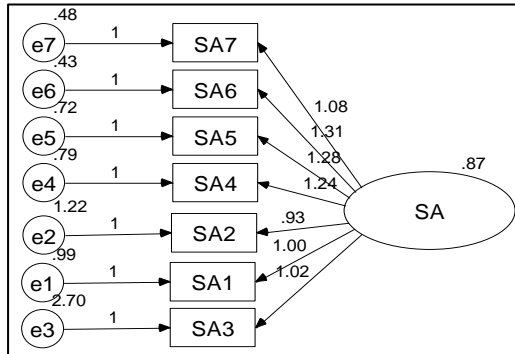 .48
e7 1 SA7
.43
e6 1 SA6 1.08
.72 1.31
e5 1 SA5 1.28
.79 .87
e4 1 SA4 1.24
SA
1.22
e2 1 SA2 .93
.99 1.00
e1 1 SA1 1.02
2.70
e3 1 SA3